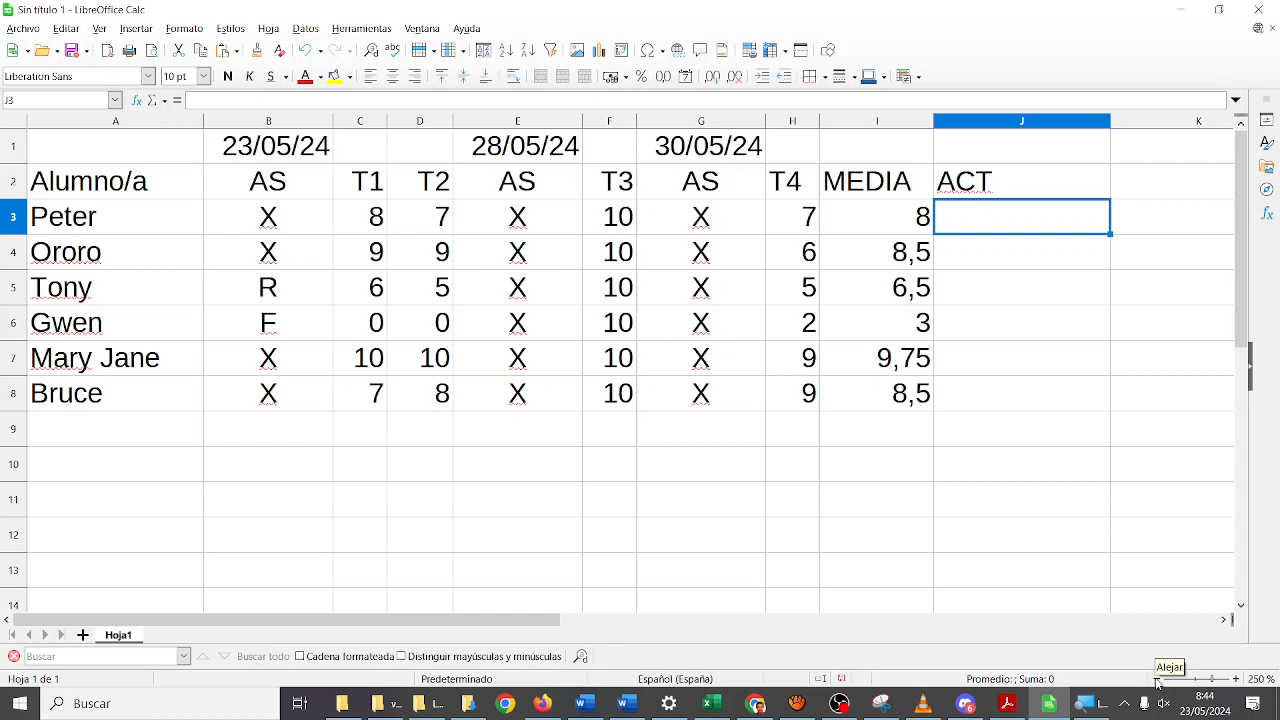 Sin título 1 - LibreOffice Calc
Archivo Editar Ver Insertar Formato Estilos Hoja Datos Herramientas Ventana Ayuda
Liberation Sans 10 pt N K S
J3 fx Σ =
A B C D E F G H I J K
1 23/05/24 28/05/24 30/05/24
2 Alumno/a AS T1 T2 AS T3 AS T4 MEDIA ACT
3 Peter X 8 7 X 10 X 7 8
4 Ororo X 9 9 X 10 X 6 8,5
5 Tony R 6 5 X 10 X 5 6,5
6 Gwen F 0 0 X 10 X 2 3
7 Mary Jane X 10 10 X 10 X 9 9,75
8 Bruce X 7 8 X 10 X 9 8,5
9
10
11
12
13
14
Hoja1
Buscar Buscar todo Cadena formateada Distinguir mayúsculas y minúsculas
Alejar
Hoja 1 de 1 Predeterminado Español (España) Promedio: ; Suma: 0 250 %
Buscar 8:44
23/05/2024